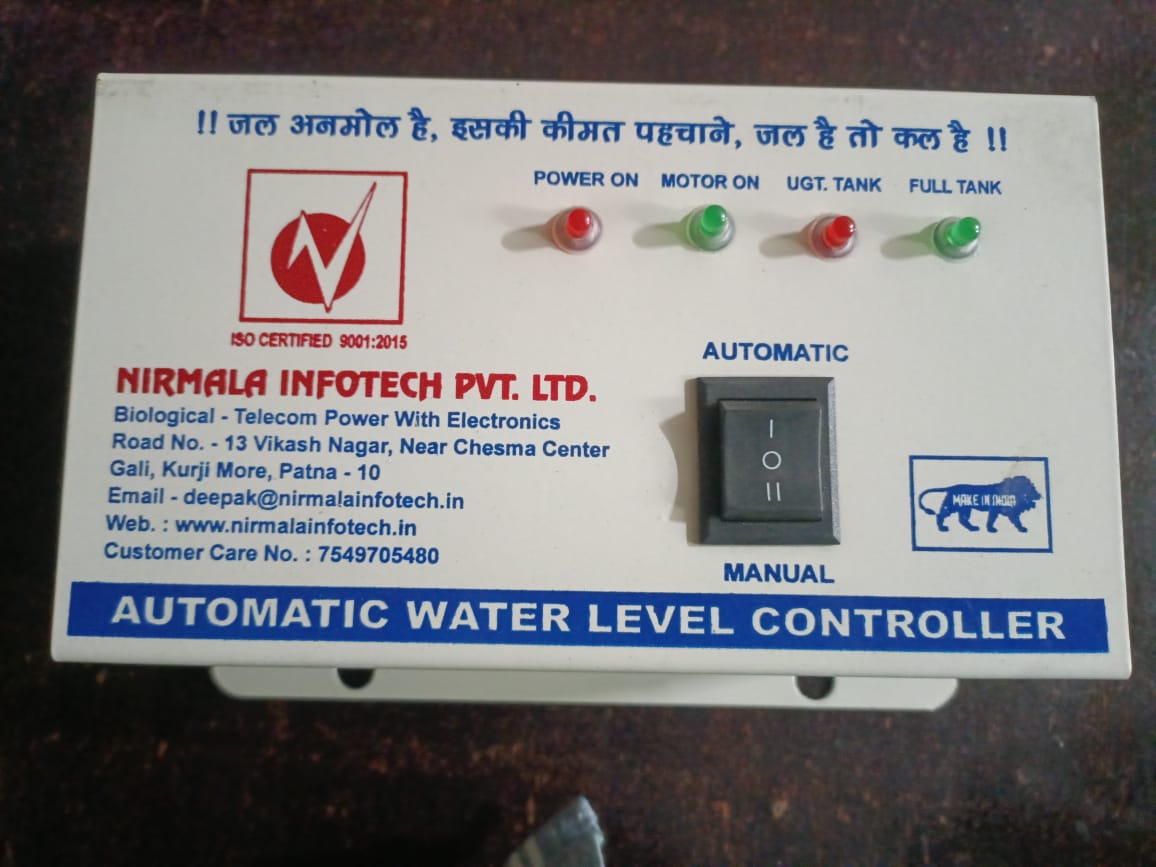 !! जल अनमोल है, इसकी कीमत पहचाने, जल है तो कल है !!
POWER ON MOTOR ON UGT. TANK FULL TANK
ISO CERTIFIED 9001:2015
NIRMALA INFOTECH PVT. LTD.
Biological - Telecom Power With Electronics
Road No. - 13 Vikash Nagar, Near Chesma Center
Gali, Kurji More, Patna - 10
Email - deepak@nirmalainfotech.in
Web. : www.nirmalainfotech.in
Customer Care No. : 7549705480
AUTOMATIC
I
O
II
MANUAL
MAKE IN INDIA
AUTOMATIC WATER LEVEL CONTROLLER